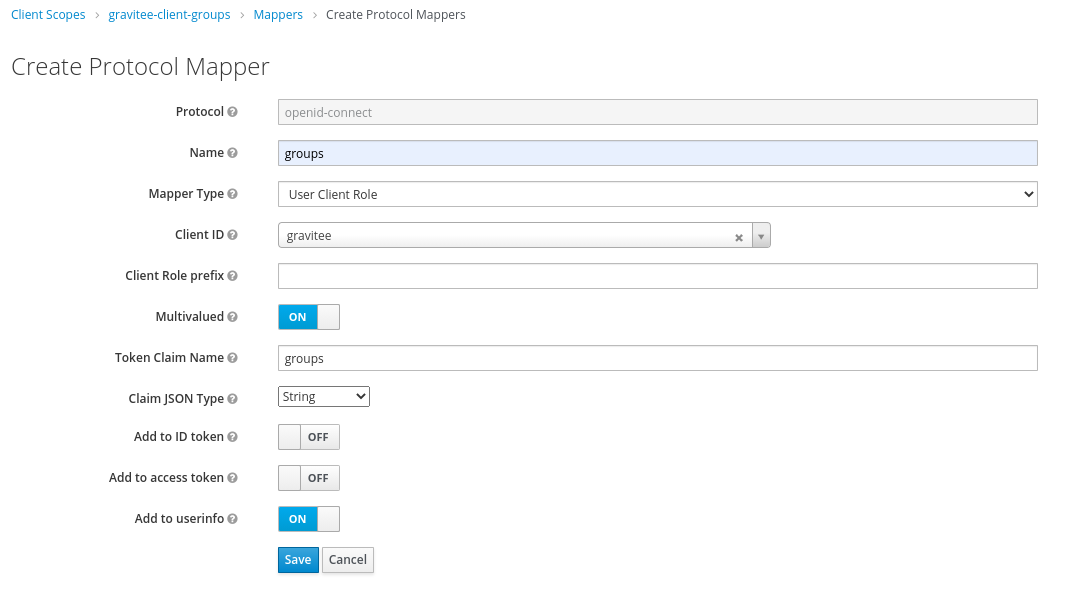 Client Scopes > gravitee-client-groups > Mappers > Create Protocol Mappers
Create Protocol Mapper
Protocol openid-connect
Name groups
Mapper Type User Client Role
Client ID gravitee
Client Role prefix
Multivalued ON
Token Claim Name groups
Claim JSON Type String
Add to ID token OFF
Add to access token OFF
Add to userinfo ON
Save Cancel